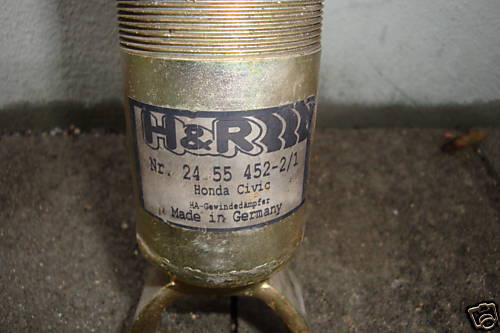 H&R
Nr. 24 55 452-2/1
Honda Civic
HA-Gewindedämpfer
Made in Germany